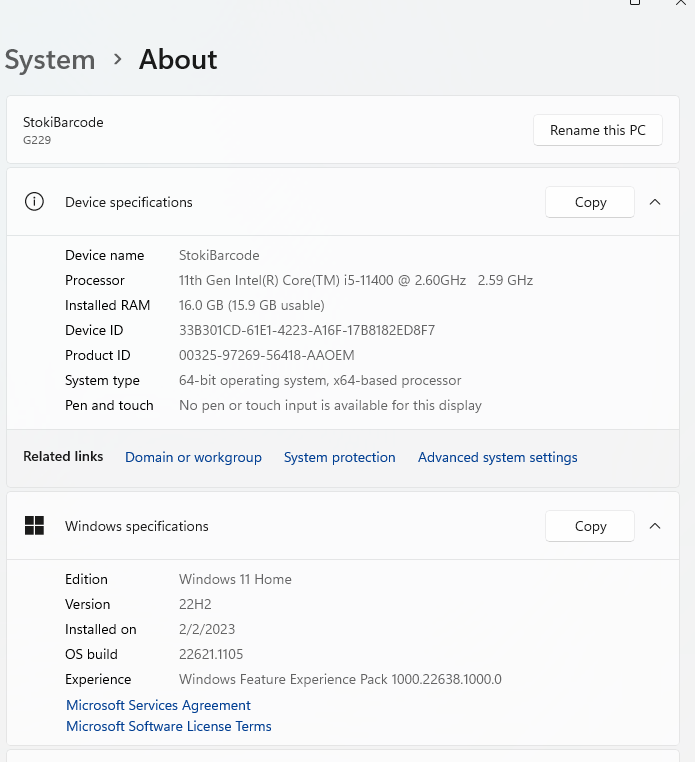 System > About
StokiBarcode
G229
Rename this PC
Device specifications
Copy
Device name StokiBarcode
Processor 11th Gen Intel(R) Core(TM) i5-11400 @ 2.60GHz 2.59 GHz
Installed RAM 16.0 GB (15.9 GB usable)
Device ID 33B301CD-61E1-4223-A16F-17B8182ED8F7
Product ID 00325-97269-56418-AAOEM
System type 64-bit operating system, x64-based processor
Pen and touch No pen or touch input is available for this display
Related links Domain or workgroup System protection Advanced system settings
Windows specifications
Copy
Edition Windows 11 Home
Version 22H2
Installed on 2/2/2023
OS build 22621.1105
Experience Windows Feature Experience Pack 1000.22638.1000.0
Microsoft Services Agreement
Microsoft Software License Terms